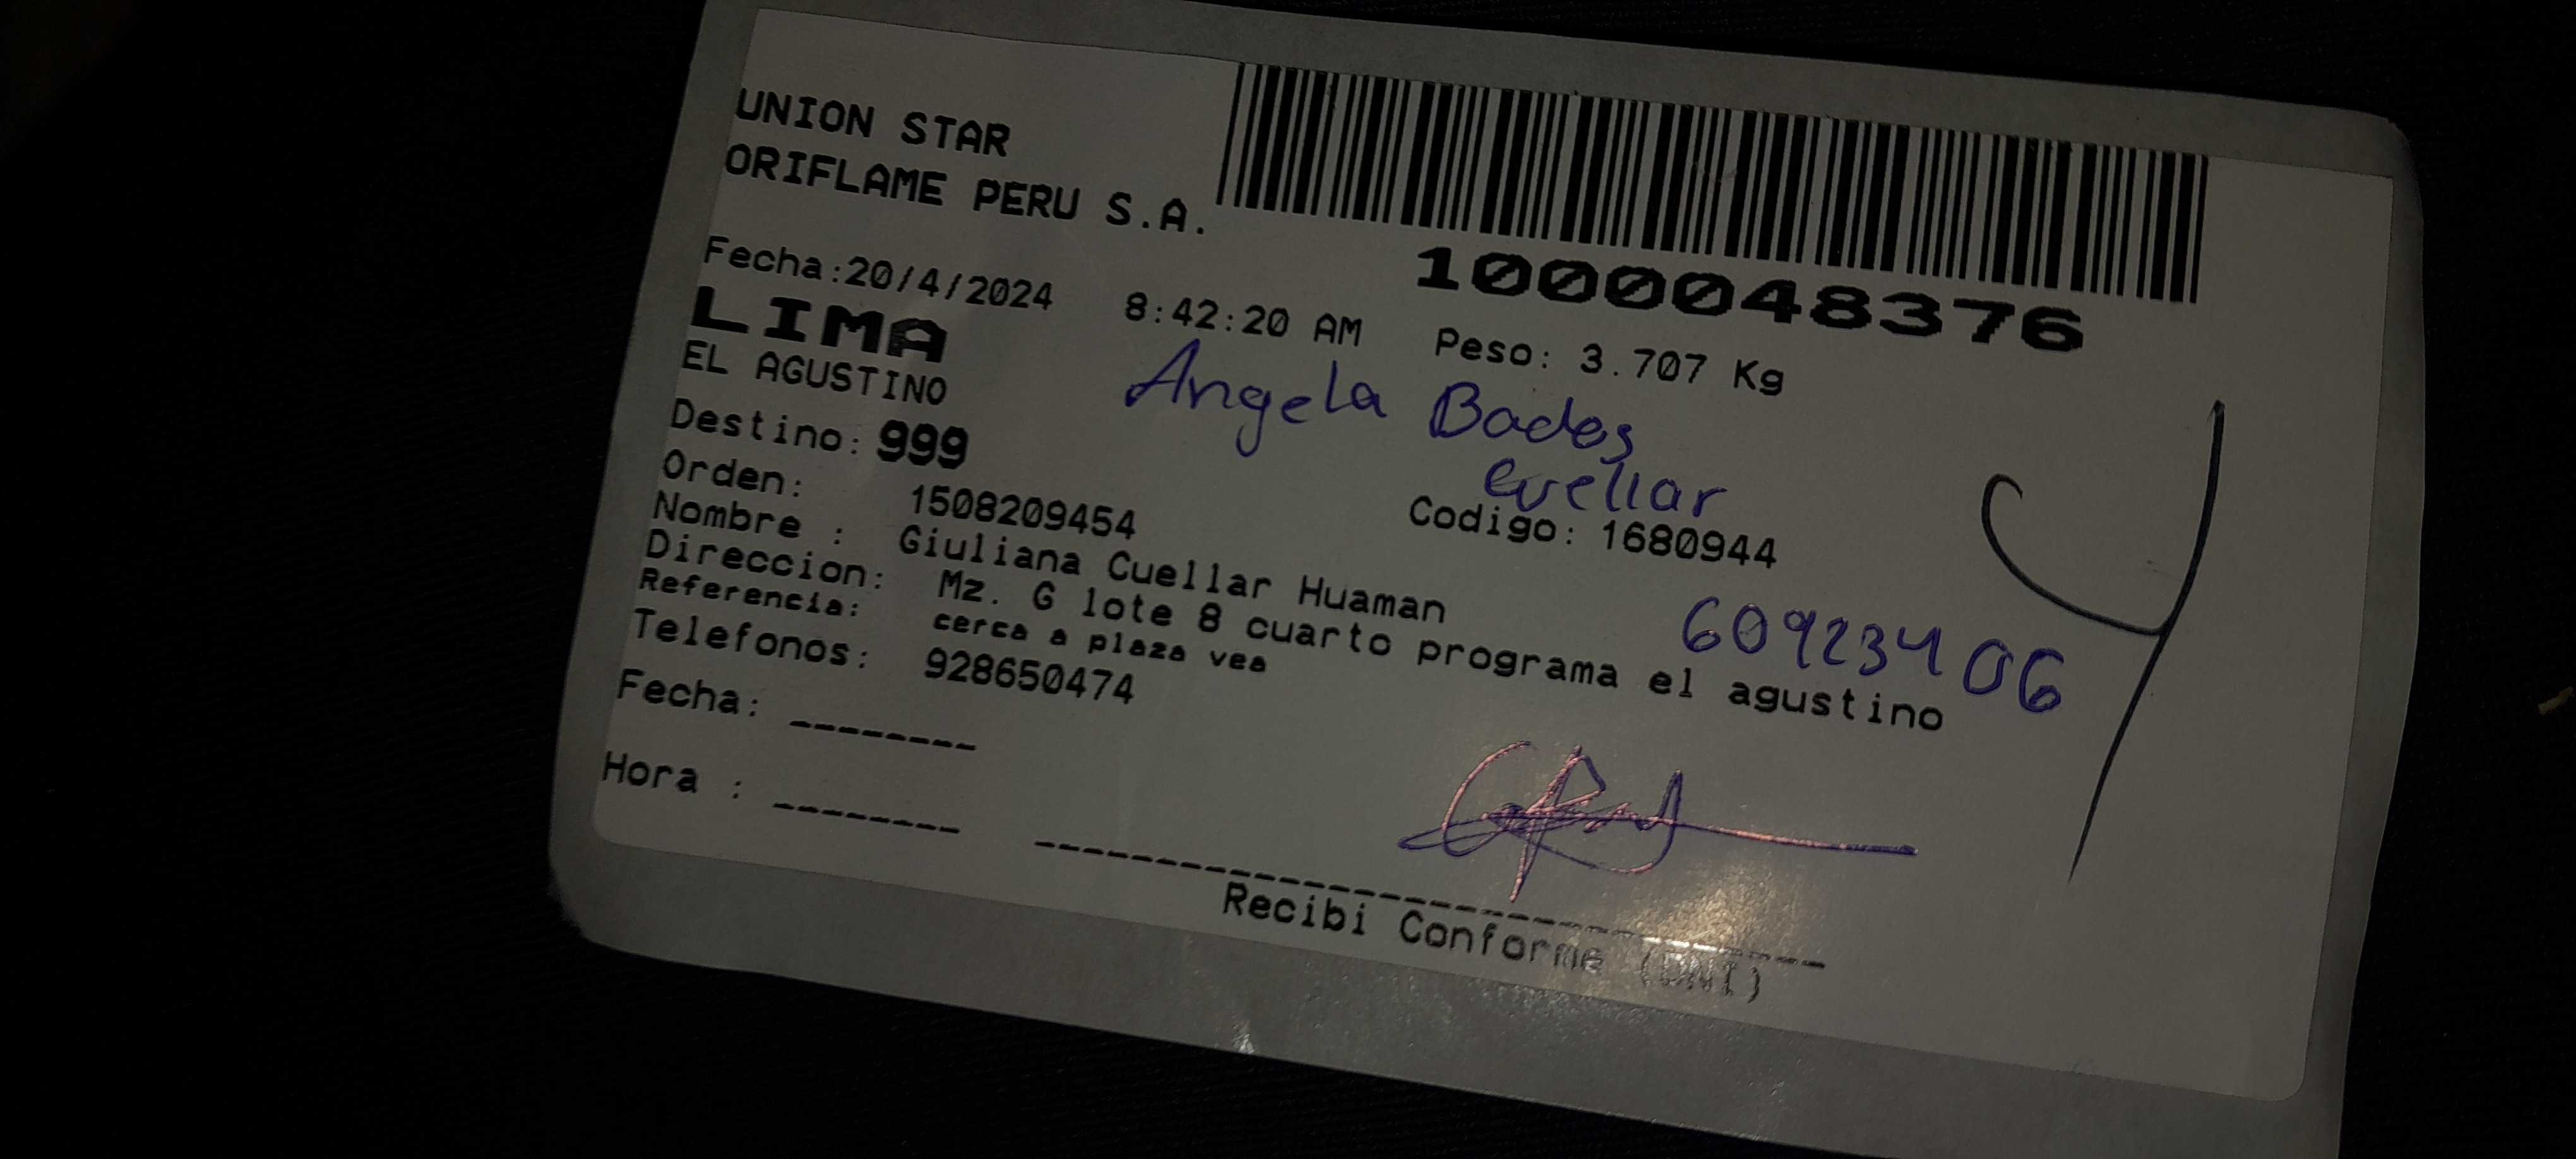 UNION STAR
ORIFLAME PERU S.A.
1000048376
Fecha:20/4/2024 8:42:20 AM Peso: 3.707 Kg
LIMA
EL AGUSTINO
Angela Bades
Cuellar
Destino: 999
Orden: 1508209454 Codigo: 1680944
Nombre : Giuliana Cuellar Huaman
Direccion: Mz. G lote 8 cuarto programa el agustino
60923406
Referencia: cerca a plaza vea
Telefonos: 928650474
Fecha: --------
Hora : --------
Recibi Conforme (DNI)